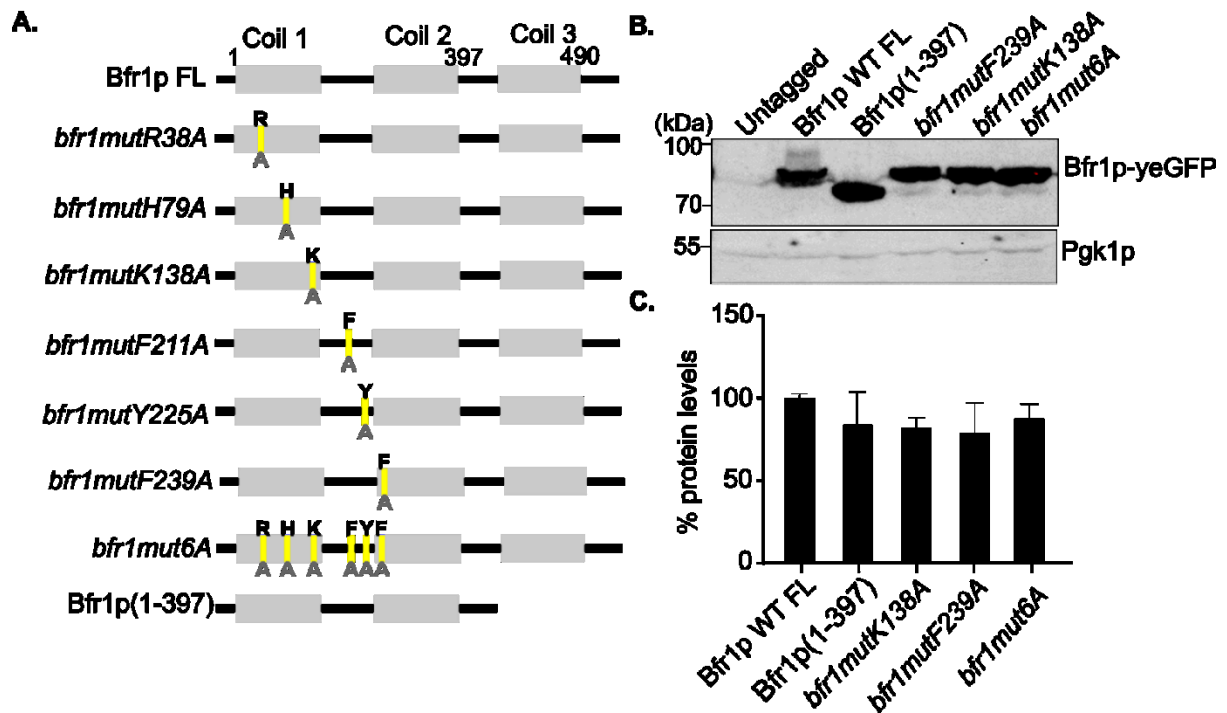 A.
Coil 1 Coil 2 Coil 3
1 397 490
Bfr1p FL
R
bfr1mutR38A
A
H
bfr1mutH79A
A
K
bfr1mutK138A
A
F
bfr1mutF211A
A
Y
bfr1mutY225A
A
F
bfr1mutF239A
A
R H K F Y F
bfr1mut6A
A A A A A A
Bfr1p(1-397)
B.
Untagged
Bfr1p WT FL
Bfr1p(1-397)
bfr1mutF239A
bfr1mutK138A
bfr1mut6A
(kDa)
100
Bfr1p-yeGFP
70
55
Pgk1p
C.
% protein levels
150
100
50
0
Bfr1p WT FL
Bfr1p(1-397)
bfr1mutK138A
bfr1mutF239A
bfr1mut6A